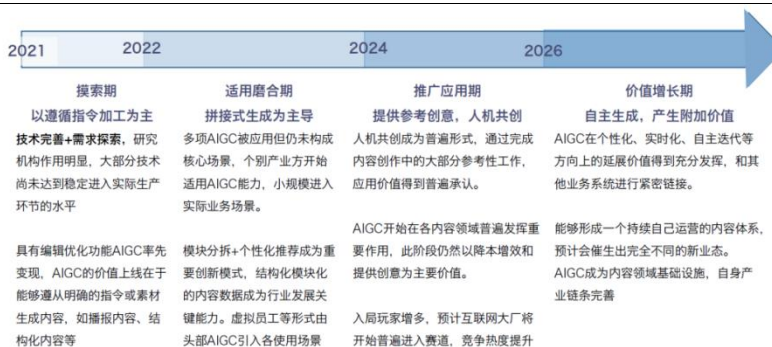 2021
2022
2024
2026
摸索期
以遵循指令加工为主
技术完善+需求探索，研究
机构作用明显，大部分技术
尚未达到稳定进入实际生产
环节的水平
具有编辑优化功能AIGC率先
变现，AIGC的价值上线在于
能够遵从明确的指令或素材
生成内容，如播报内容、结
构化内容等
适用磨合期
拼接式生成为主导
多项AIGC被应用但仍未构成
核心场景，个别产业方开始
适用AIGC能力，小规模进入
实际业务场景。
模块分拆+个性化推荐成为重
要创新模式，结构化模块化
的内容数据成为行业发展关
键能力。虚拟员工等形式由
头部AIGC引入各使用场景
推广应用期
提供参考创意，人机共创
人机共创成为普遍形式，通过完成
内容创作中的大部分参考性工作，
应用价值得到普遍承认。
AIGC开始在各内容领域普遍发挥重
要作用，此阶段仍然以降本增效和
提供创意为主要价值。
入局玩家增多，预计互联网大厂将
开始普遍进入赛道，竞争热度提升
价值增长期
自主生成，产生附加价值
AIGC在个性化、实时化、自主迭代等
方向上的延展价值得到充分发挥，和其
他业务系统进行紧密链接。
能够形成一个持续自己运营的内容体系，
预计会催生出完全不同的新业态。
AIGC成为内容领域基础设施，自身产
业链条完善